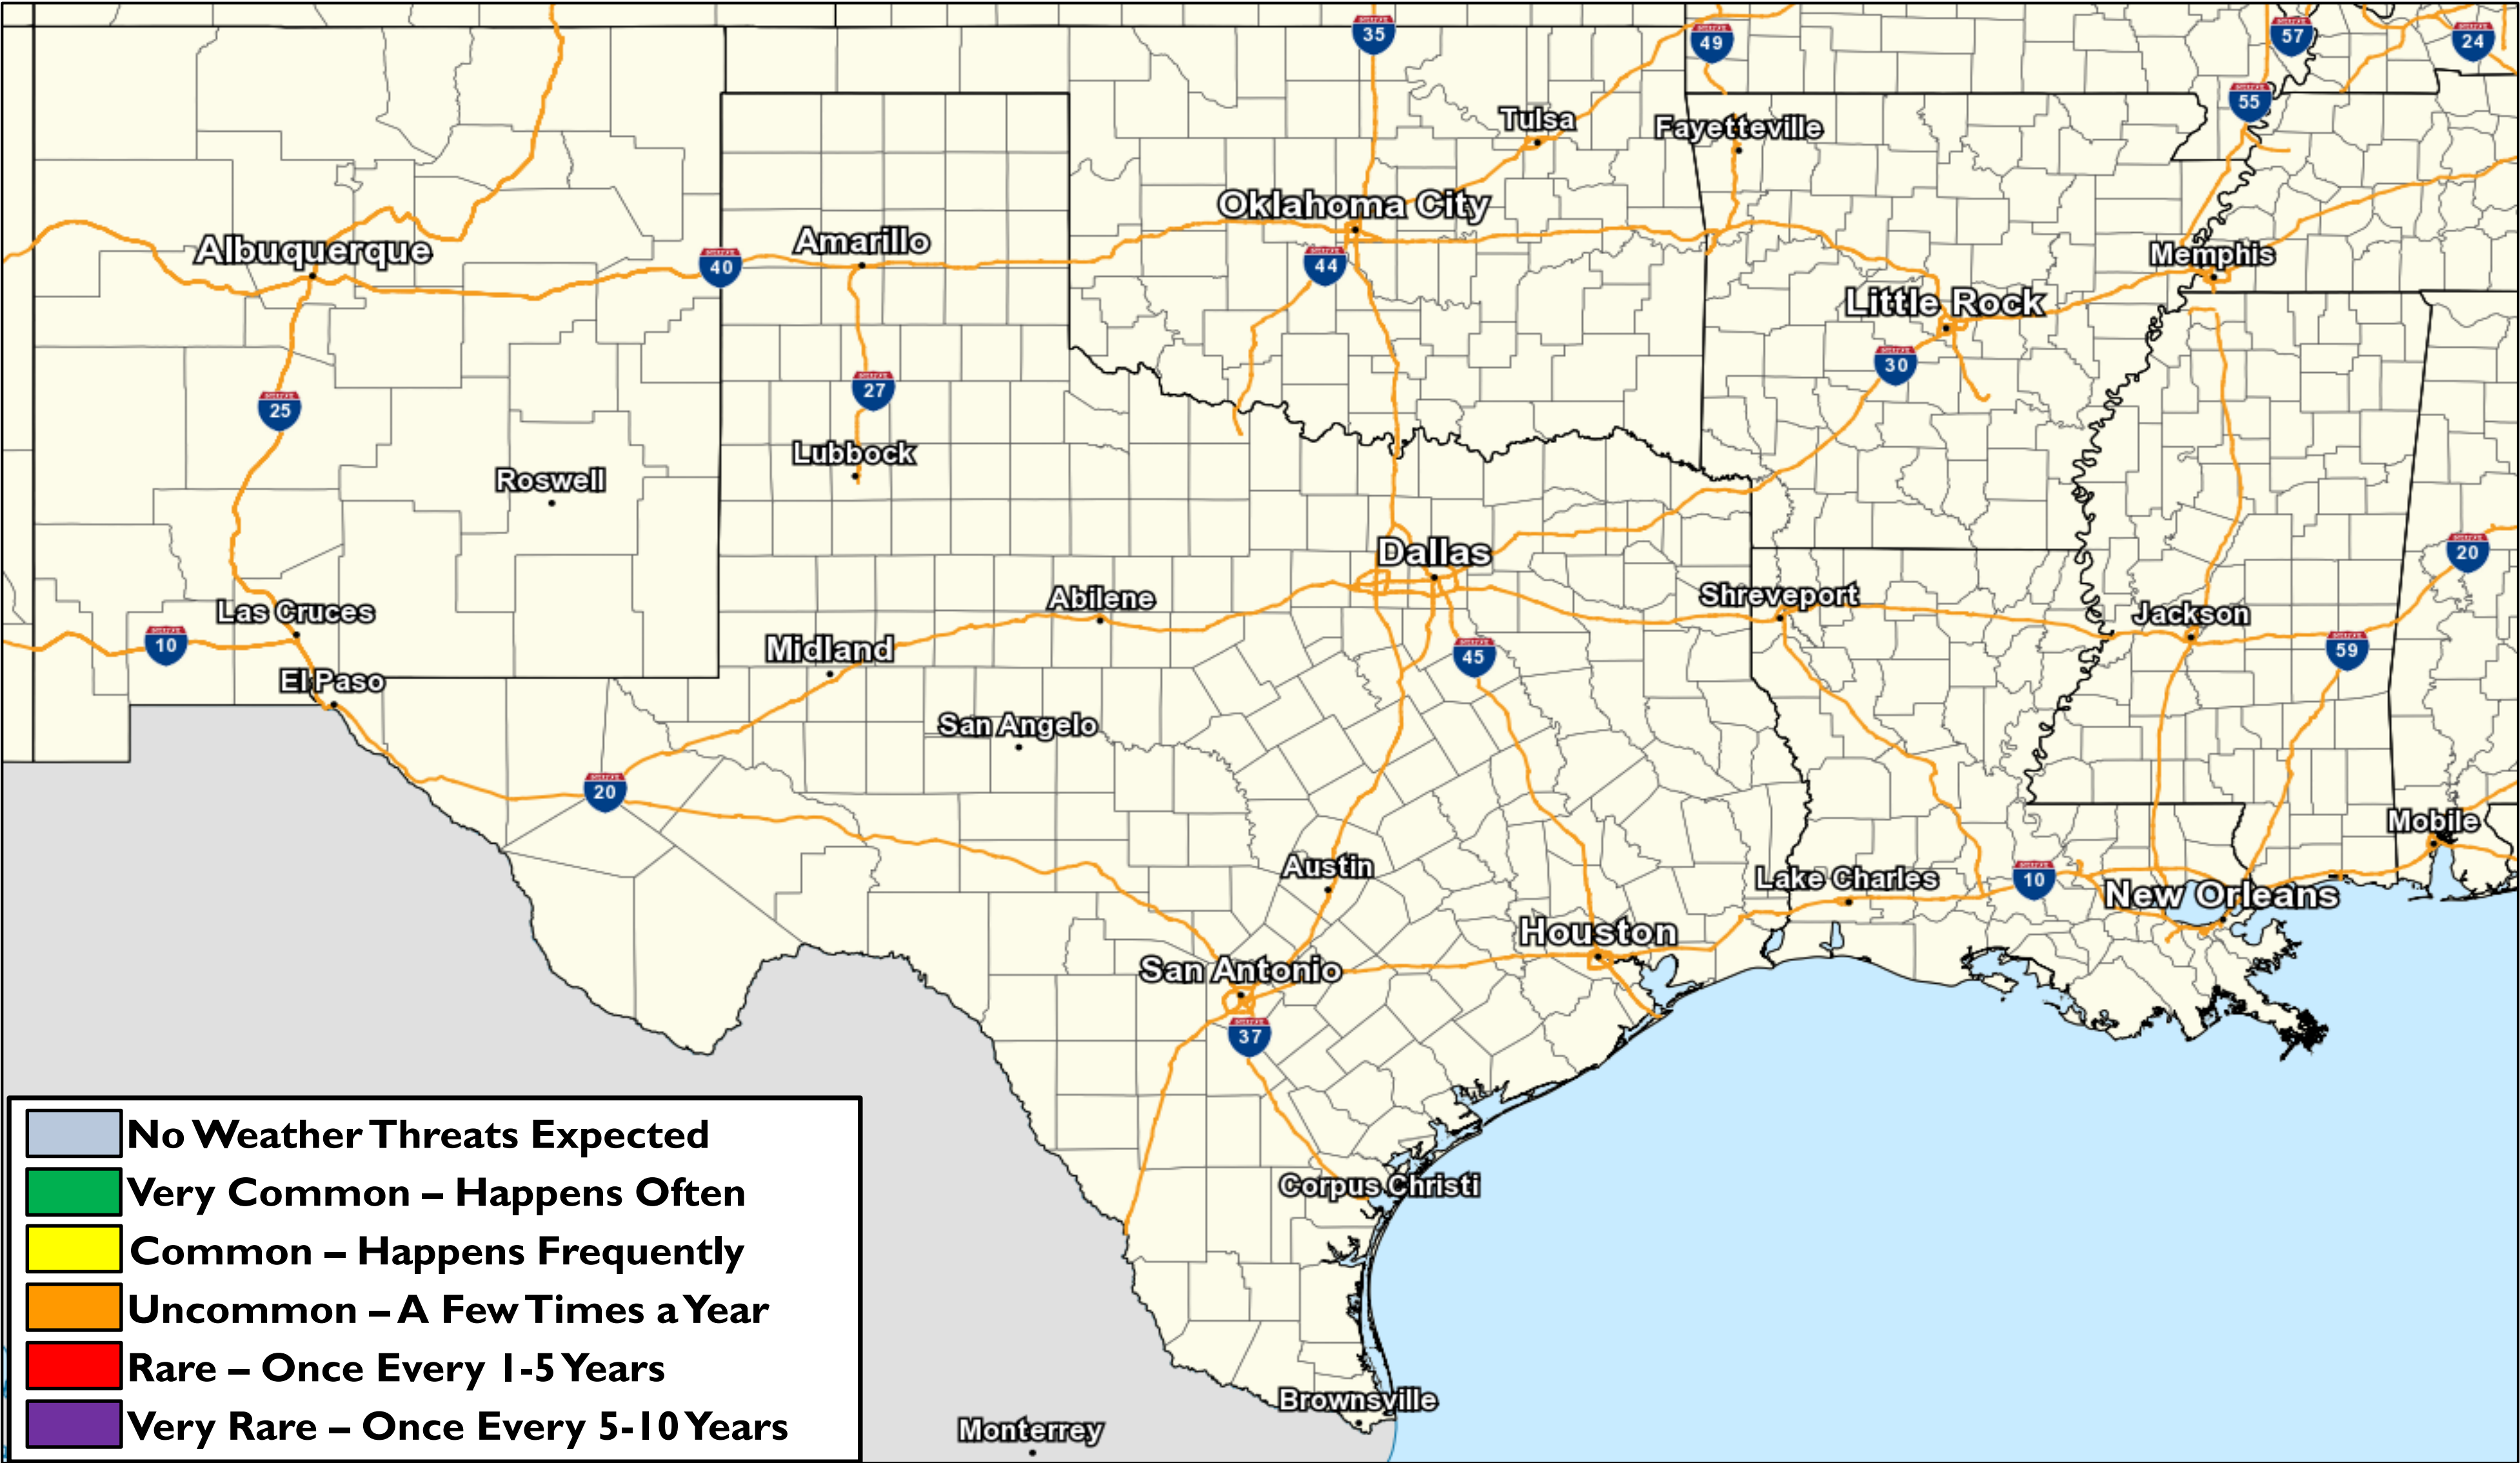 35
49
57
24
55
Tulsa
Fayetteville
Oklahoma City
Albuquerque
Amarillo
40
44
Memphis
Little Rock
30
27
25
Lubbock
Roswell
Dallas
20
Abilene
Shreveport
Las Cruces
Jackson
10
Midland
45
59
El Paso
San Angelo
20
Mobile
Austin
Lake Charles
10
New Orleans
Houston
San Antonio
37
Corpus Christi
Brownsville
Monterrey
No Weather Threats Expected
Very Common – Happens Often
Common – Happens Frequently
Uncommon – A Few Times a Year
Rare – Once Every 1-5 Years
Very Rare – Once Every 5-10 Years